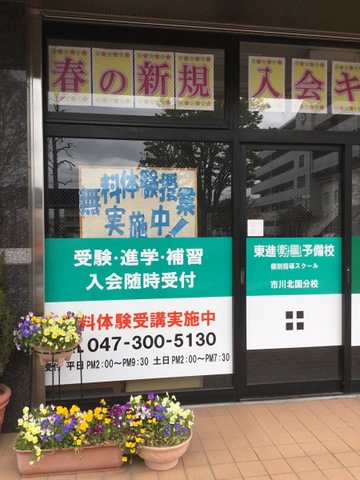 春の新規 入会キ
無料体験授業
実施中!
受験・進学・補習
入会随時受付
料体験受講実施中
047-300-5130
受付 平日 PM2:00～PM9:30 土日 PM2:00～PM7:30
東進衛星予備校
個別指導スクール
市川北国分校